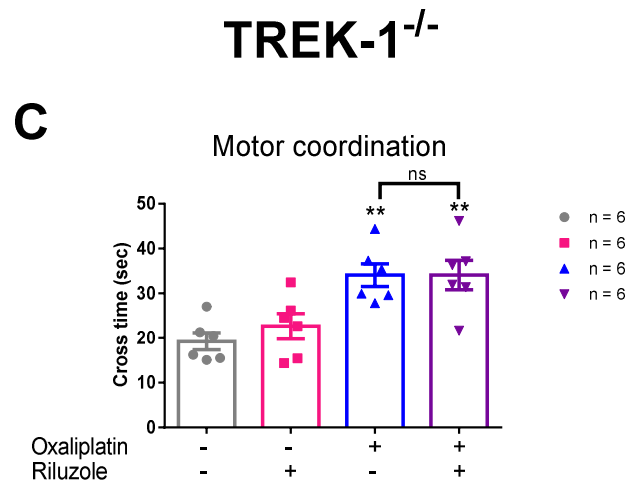 TREK-1-/-
C
Motor coordination
ns
** **
50
40
30
20
10
0
Cross time (sec)
n = 6
n = 6
n = 6
n = 6
Oxaliplatin - - + +
Riluzole - + - +